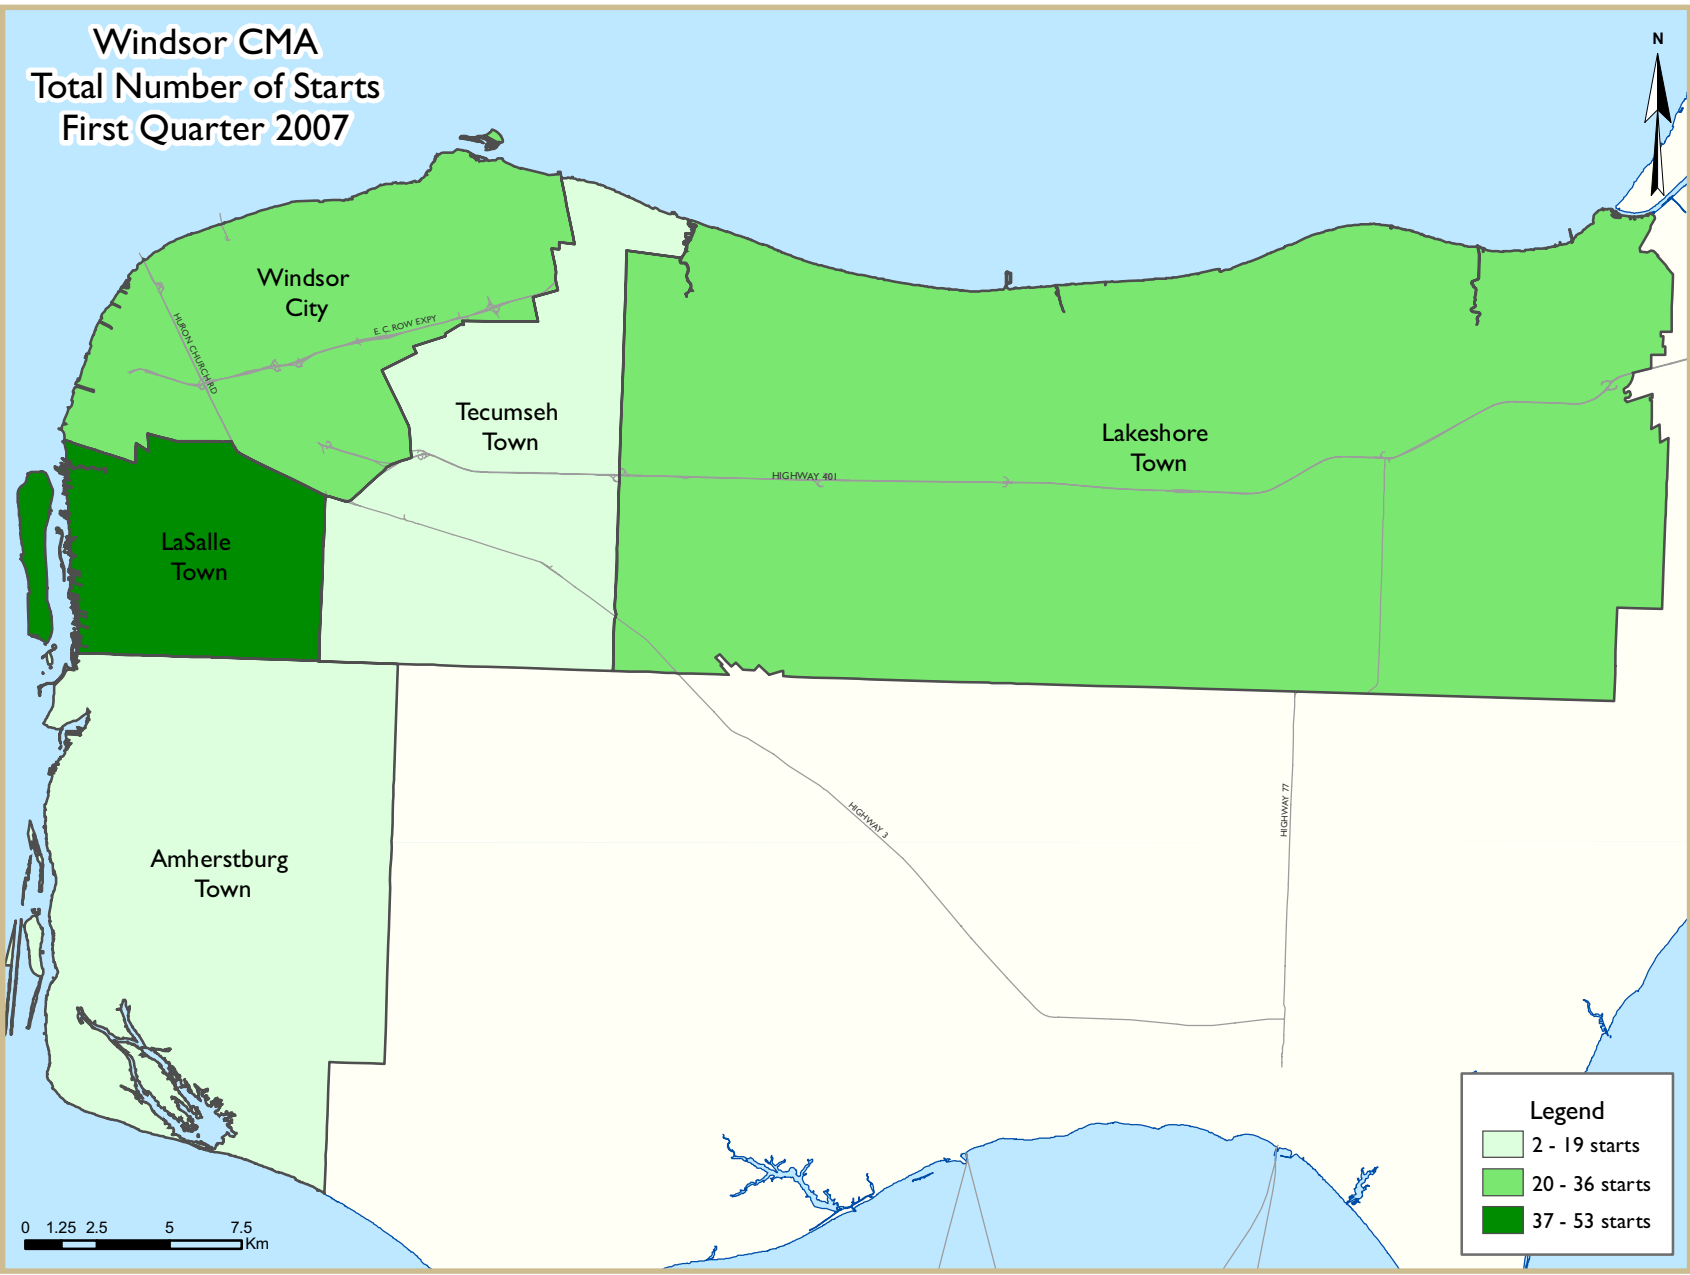 Windsor CMA
Total Number of Starts
First Quarter 2007
N
Windsor
City
HURON CHURCH RD
E. C. ROW EXPY
Tecumseh
Town
Lakeshore
Town
HIGHWAY 401
LaSalle
Town
HIGHWAY 77
HIGHWAY 3
Amherstburg
Town
Legend
2 - 19 starts
20 - 36 starts
37 - 53 starts
0 1.25 2.5 5 7.5
Km